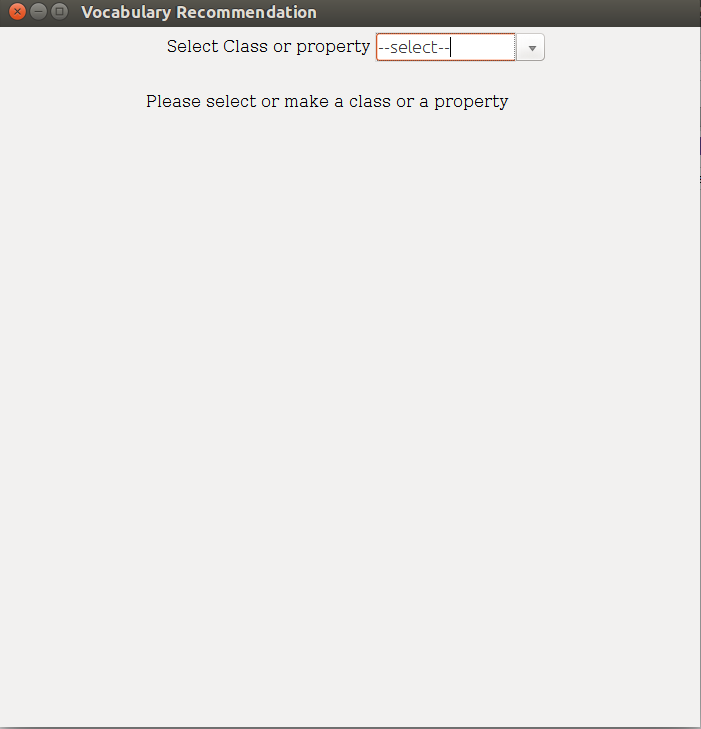 Vocabulary Recommendation
Select Class or property --select--
Please select or make a class or a property